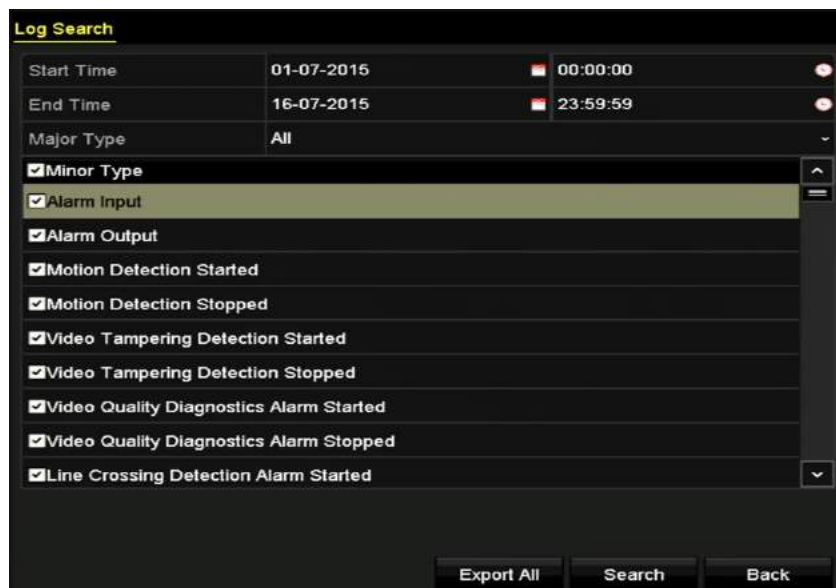 Log Search
Start Time 01-07-2015 00:00:00
End Time 16-07-2015 23:59:59
Major Type All
Minor Type
Alarm Input
Alarm Output
Motion Detection Started
Motion Detection Stopped
Video Tampering Detection Started
Video Tampering Detection Stopped
Video Quality Diagnostics Alarm Started
Video Quality Diagnostics Alarm Stopped
Line Crossing Detection Alarm Started
Export All Search Back